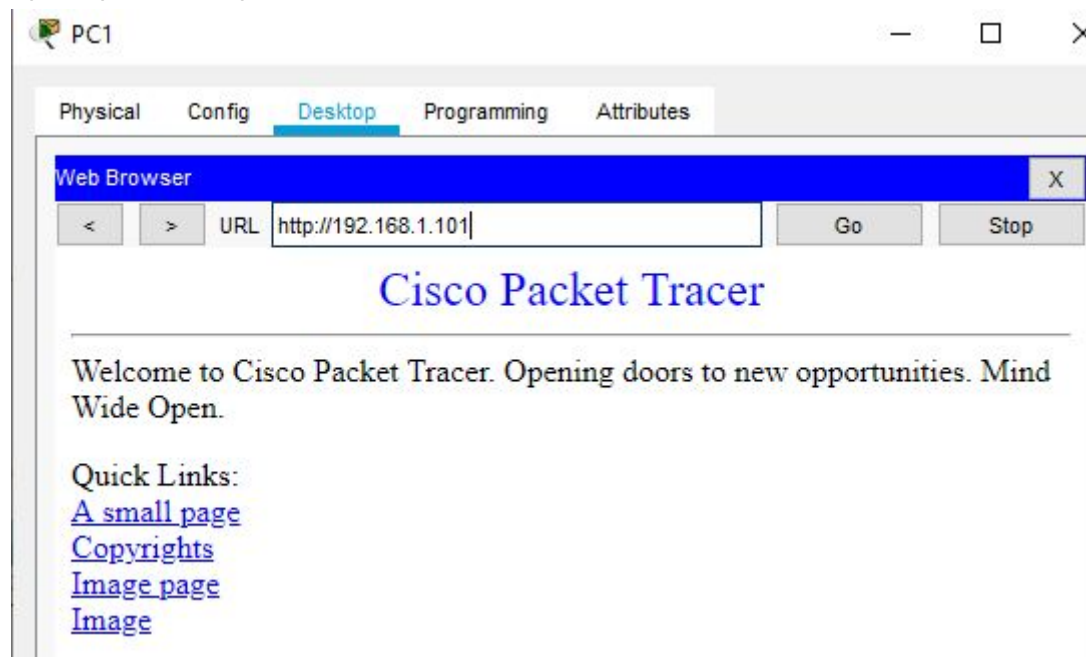 PC1
Physical Config Desktop Programming Attributes
Web Browser X
< > URL http://192.168.1.101 Go Stop
Cisco Packet Tracer
Welcome to Cisco Packet Tracer. Opening doors to new opportunities. Mind
Wide Open.
Quick Links:
A small page
Copyrights
Image page
Image